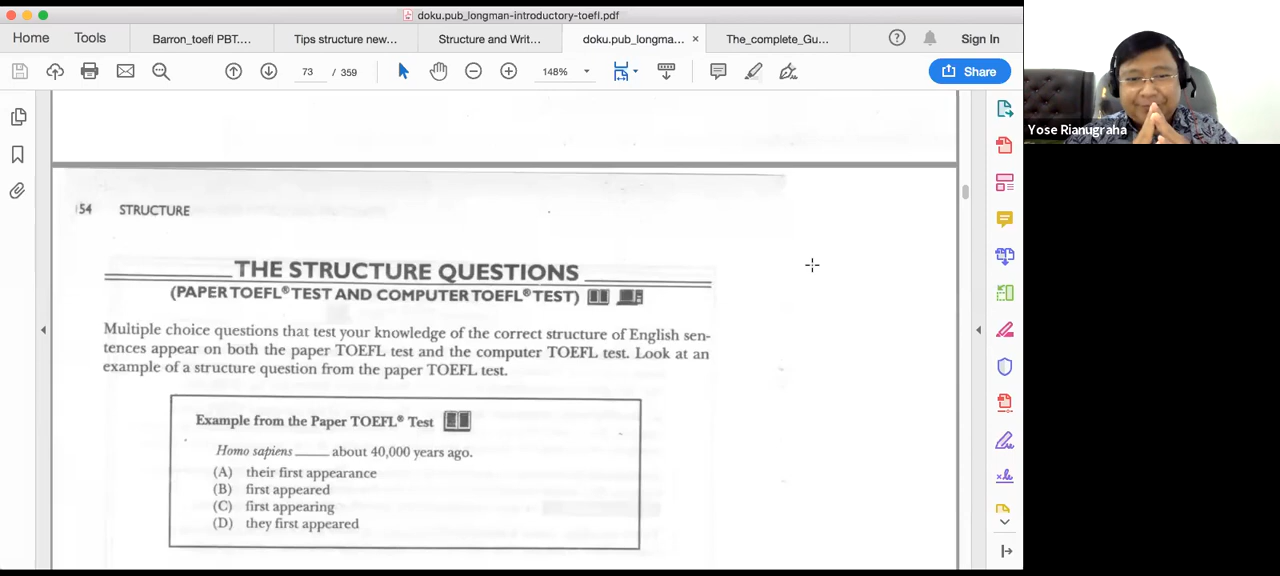 doku.pub_longman-introductory-toefl.pdf
Home Tools Barron_toefl PBT.... Tips structure new... Structure and Writ... doku.pub_longma... × The_complete_Gu... ? Sign In
73 / 359 148% Share
Yose Rianugraha
54 STRUCTURE
THE STRUCTURE QUESTIONS
(PAPER TOEFL® TEST AND COMPUTER TOEFL® TEST)
Multiple choice questions that test your knowledge of the correct structure of English sen-
tences appear on both the paper TOEFL test and the computer TOEFL test. Look at an
example of a structure question from the paper TOEFL test.
Example from the Paper TOEFL® Test
Homo sapiens _____ about 40,000 years ago.
(A) their first appearance
(B) first appeared
(C) first appearing
(D) they first appeared